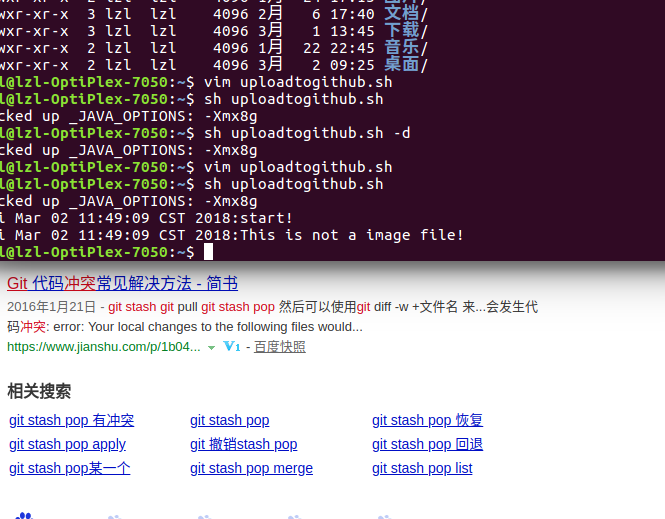 wxr-xr-x 3 lzl lzl 4096 2月 6 17:40 文档/
wxr-xr-x 3 lzl lzl 4096 3月 1 13:45 下载/
wxr-xr-x 2 lzl lzl 4096 1月 22 22:45 音乐/
wxr-xr-x 2 lzl lzl 4096 3月 2 09:25 桌面/
l@lzl-OptiPlex-7050:~$ vim uploadtogithub.sh
l@lzl-OptiPlex-7050:~$ sh uploadtogithub.sh
cked up _JAVA_OPTIONS: -Xmx8g
l@lzl-OptiPlex-7050:~$ sh uploadtogithub.sh -d
cked up _JAVA_OPTIONS: -Xmx8g
l@lzl-OptiPlex-7050:~$ vim uploadtogithub.sh
l@lzl-OptiPlex-7050:~$ sh uploadtogithub.sh
cked up _JAVA_OPTIONS: -Xmx8g
i Mar 02 11:49:09 CST 2018:start!
i Mar 02 11:49:09 CST 2018:This is not a image file!
l@lzl-OptiPlex-7050:~$
Git 代码冲突常见解决方法 - 简书
2016年1月21日 - git stash git pull git stash pop 然后可以使用git diff -w +文件名 来...会发生代
码冲突: error: Your local changes to the following files would...
https://www.jianshu.com/p/1b04... V1 - 百度快照
相关搜索
git stash pop 有冲突 git stash pop git stash pop 恢复
git stash pop apply git 撤销stash pop git stash pop 回退
git stash pop某一个 git stash pop merge git stash pop list